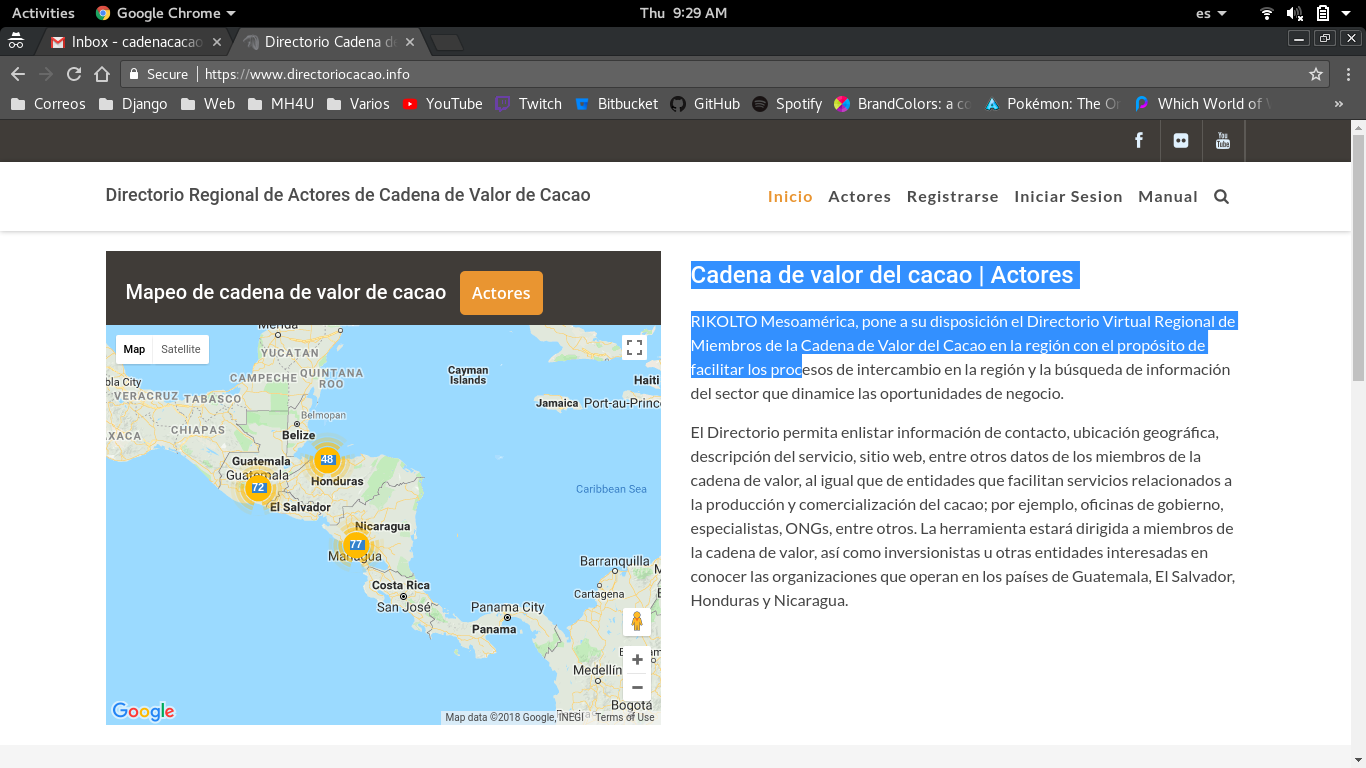 Activities Google Chrome Thu 9:29 AM es
Inbox - cadenacacao Directorio Cadena d
Secure https://www.directoriocacao.info
Correos Django Web MH4U Varios YouTube Twitch Bitbucket GitHub Spotify BrandColors: a co Pokémon: The Or Which World of »
f You Tube
Directorio Regional de Actores de Cadena de Valor de Cacao
Inicio Actores Registrarse Iniciar Sesion Manual
Mapeo de cadena de valor de cacao Actores
Map Satellite
Merida
YUCATAN
CAMPECHE QUINTANA ROO
Cayman Islands
Haiti
bla City
VERACRUZ TABASCO
Jamaica Port-au-Prince
AXACA CHIAPAS
Belmopan
Belize
48
Guatemala
Guatemala
72
Honduras
Caribbean Sea
El Salvador
Nicaragua
77
Managua
Barranquilla
Costa Rica
Cartagena
San José
Panama City
Panama
Medellín
Bogota
Google
Map data ©2018 Google, INEGI Terms of Use
Cadena de valor del cacao | Actores
RIKOLTO Mesoamérica, pone a su disposición el Directorio Virtual Regional de
Miembros de la Cadena de Valor del Cacao en la región con el propósito de
facilitar los procesos de intercambio en la región y la búsqueda de información
del sector que dinamice las oportunidades de negocio.
El Directorio permita enlistar información de contacto, ubicación geográfica,
descripción del servicio, sitio web, entre otros datos de los miembros de la
cadena de valor, al igual que de entidades que facilitan servicios relacionados a
la producción y comercialización del cacao; por ejemplo, oficinas de gobierno,
especialistas, ONGs, entre otros. La herramienta estará dirigida a miembros de
la cadena de valor, así como inversionistas u otras entidades interesadas en
conocer las organizaciones que operan en los países de Guatemala, El Salvador,
Honduras y Nicaragua.